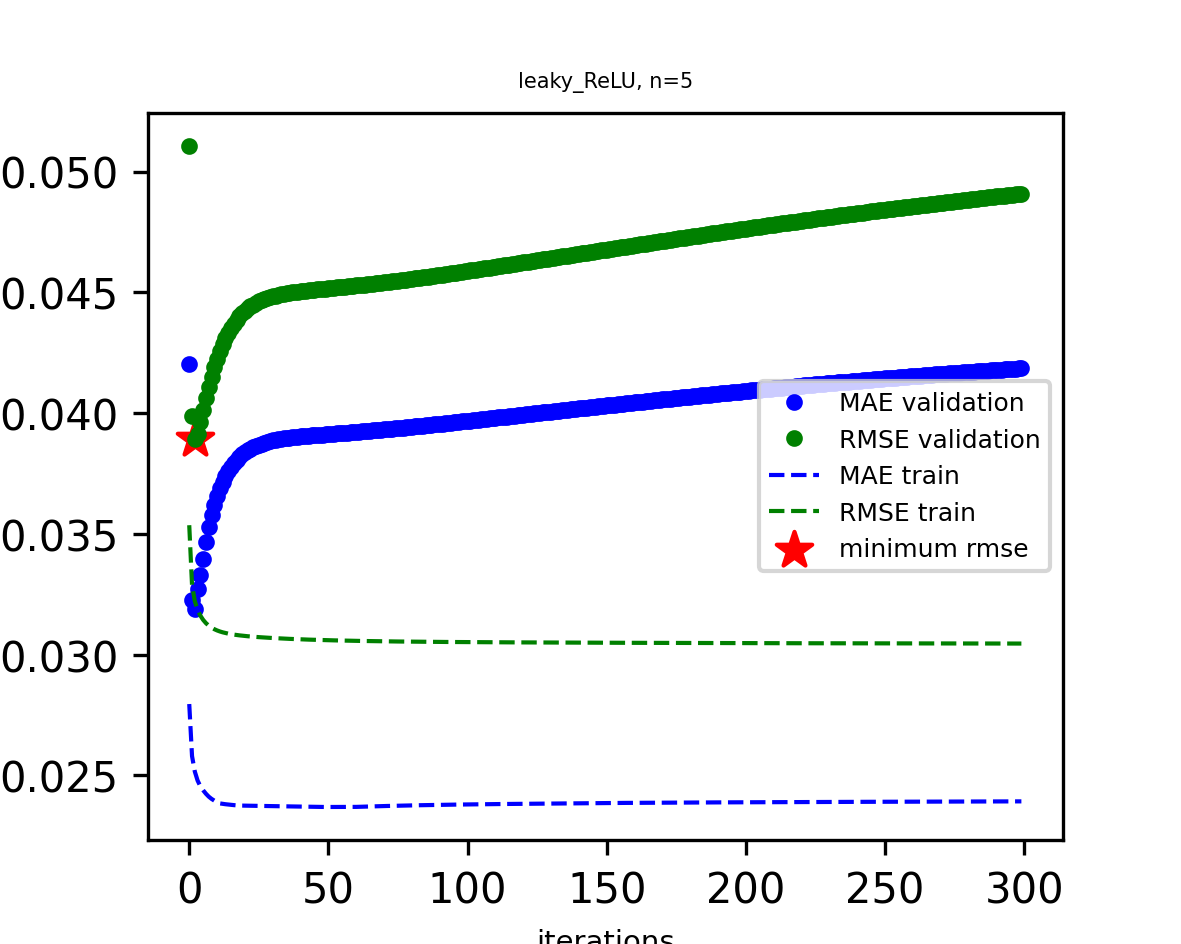 leaky_ReLU, n=5
0.050
0.045
0.040
0.035
0.030
0.025
MAE validation
RMSE validation
MAE train
RMSE train
minimum rmse
0 50 100 150 200 250 300
iterations